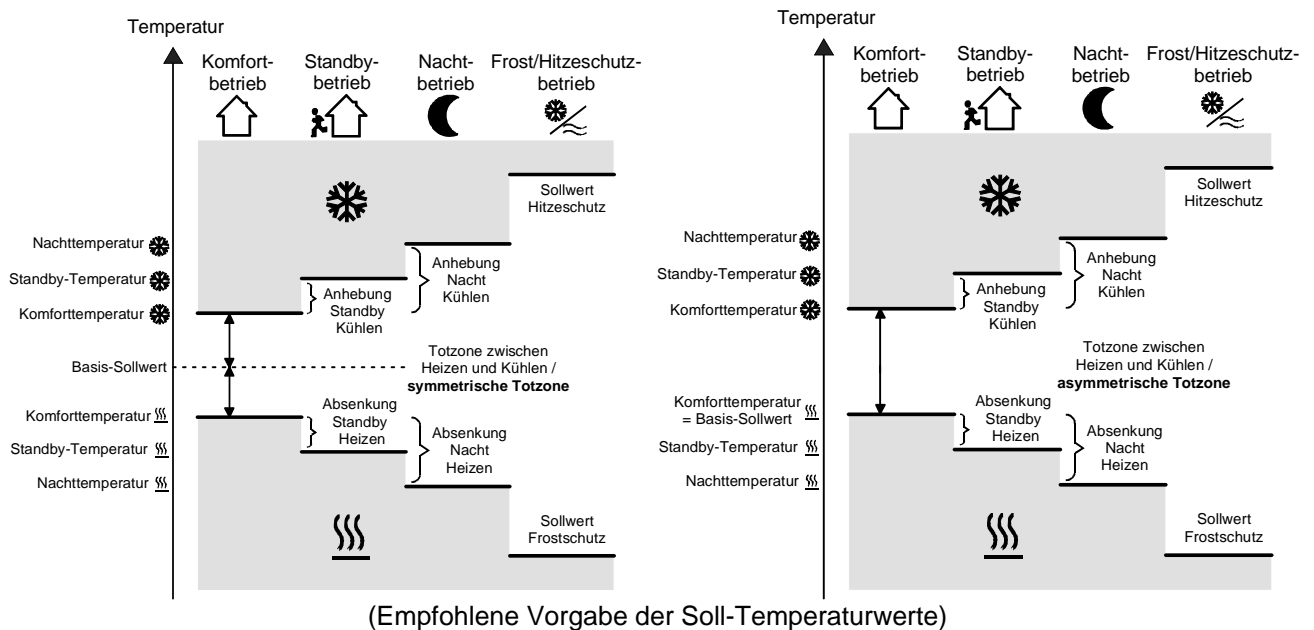 Temperatur
Komfort-
betrieb
Standby-
betrieb
Nacht-
betrieb
Frost/Hitzeschutz-
betrieb
Sollwert
Hitzeschutz
Nachttemperatur
Standby-Temperatur
Komforttemperatur
Anhebung
Standby
Kühlen
Anhebung
Nacht
Kühlen
Basis-Sollwert
Totzone zwischen
Heizen und Kühlen /
symmetrische Totzone
Komforttemperatur
Standby-Temperatur
Nachttemperatur
Absenkung
Standby
Heizen
Absenkung
Nacht
Heizen
Sollwert
Frostschutz
Temperatur
Komfort-
betrieb
Standby-
betrieb
Nacht-
betrieb
Frost/Hitzeschutz-
betrieb
Sollwert
Hitzeschutz
Nachttemperatur
Standby-Temperatur
Komforttemperatur
Anhebung
Standby
Kühlen
Anhebung
Nacht
Kühlen
Totzone zwischen
Heizen und Kühlen /
asymmetrische Totzone
Komforttemperatur
= Basis-Sollwert
Standby-Temperatur
Nachttemperatur
Absenkung
Standby
Heizen
Absenkung
Nacht
Heizen
Sollwert
Frostschutz
(Empfohlene Vorgabe der Soll-Temperaturwerte)